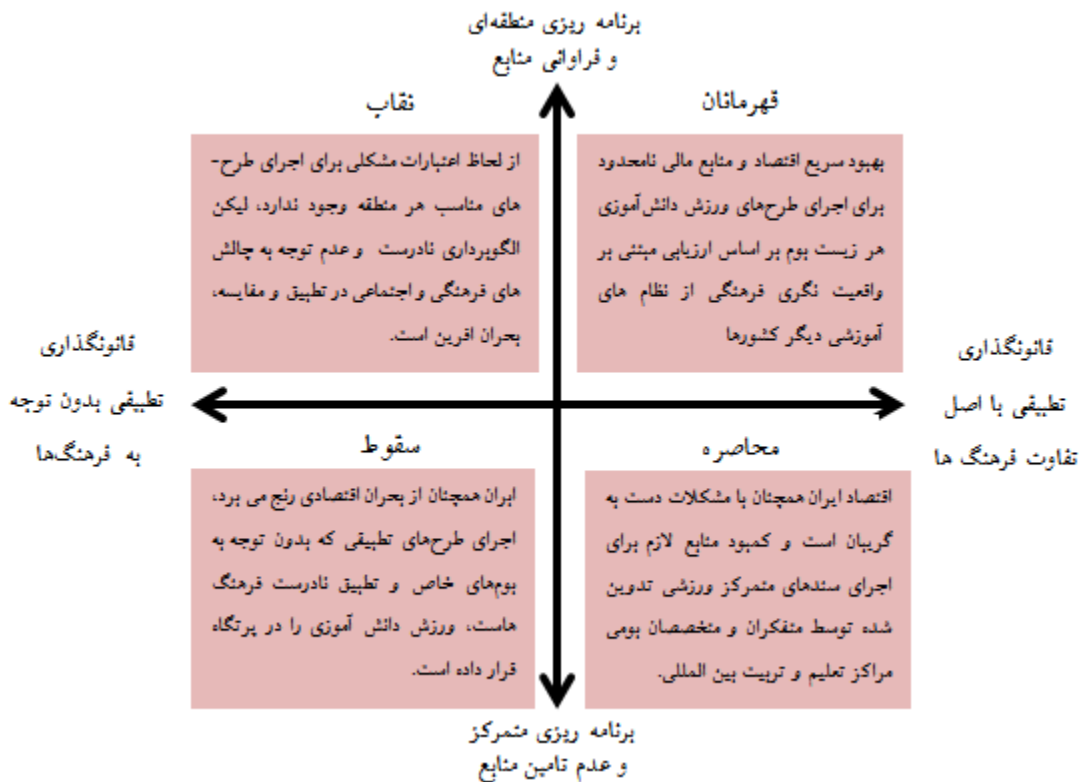 برنامه ریزی منطقه‌ای
و فراوانی منابع
قهرمانان
بهبود سریع اقتصاد و منابع مالی نامحدود
برای اجرای طرح‌های ورزش دانش‌آموزی
هر زیست بوم بر اساس ارزیابی مبتنی بر
واقعیت نگری فرهنگی از نظام های
آموزشی دیگر کشورها
نقاب
از لحاظ اعتبارات مشکلی برای اجرای طرح-
های مناسب هر منطقه وجود ندارد، لیکن
الگوبرداری نادرست و عدم توجه به چالش
های فرهنگی و اجتماعی در تطبیق و مقایسه،
بحران افرین است.
قانونگذاری
تطبیقی با اصل
تفاوت فرهنگ ها
قانونگذاری
تطبیقی بدون توجه
به فرهنگ‌ها
محاصره
اقتصاد ایران همچنان با مشکلات دست به
گریبان است و کمبود منابع لازم برای
اجرای سندهای متمرکز ورزشی تدوین
شده توسط متفکران و متخصصان بومی
مراکز تعلیم و تربیت بین المللی.
سقوط
ایران همچنان از بحران اقتصادی رنج می برد،
اجرای طرح‌های تطبیقی که بدون توجه به
بوم‌های خاص و تطبیق نادرست فرهنگ
هاست، ورزش دانش آموزی را در پرتگاه
قرار داده است.
برنامه ریزی متمرکز
و عدم تامین منابع